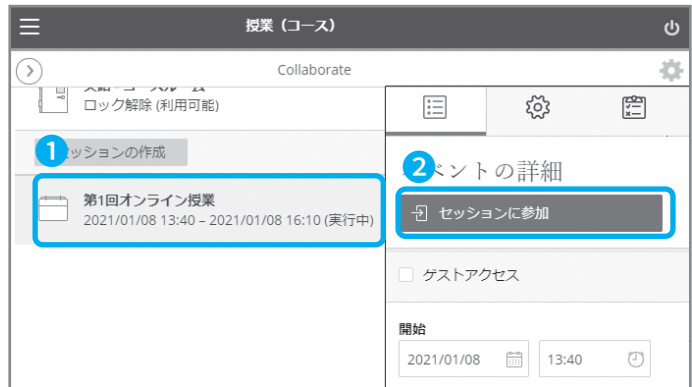 授業（コース）
Collaborate
ロック解除 (利用可能)
1
ッションの作成
第1回オンライン授業
2021/01/08 13:40 – 2021/01/08 16:10 (実行中)
2
ベントの詳細
セッションに参加
ゲストアクセス
開始
2021/01/08
13:40